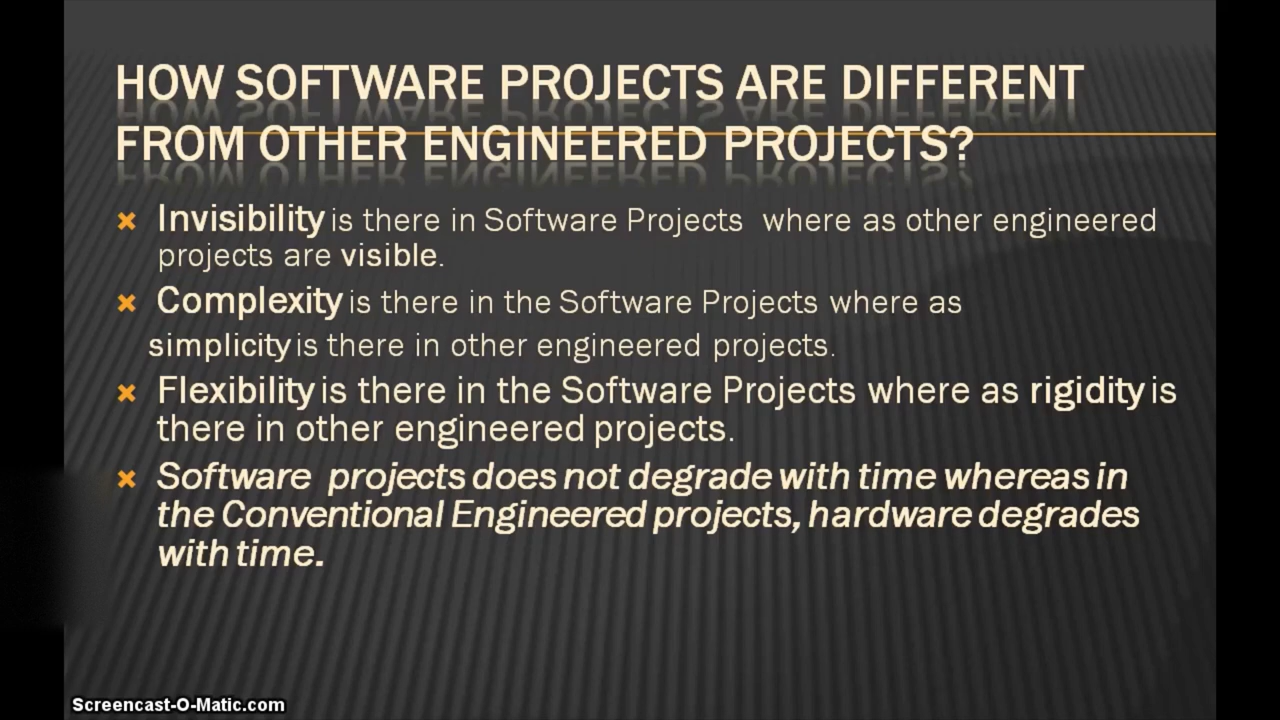 HOW SOFTWARE PROJECTS ARE DIFFERENT
FROM OTHER ENGINEERED PROJECTS?
Invisibility is there in Software Projects where as other engineered
projects are visible.
Complexity is there in the Software Projects where as
simplicity is there in other engineered projects.
Flexibility is there in the Software Projects where as rigidity is
there in other engineered projects.
Software projects does not degrade with time whereas in
the Conventional Engineered projects, hardware degrades
with time.
Screencast-O-Matic.com